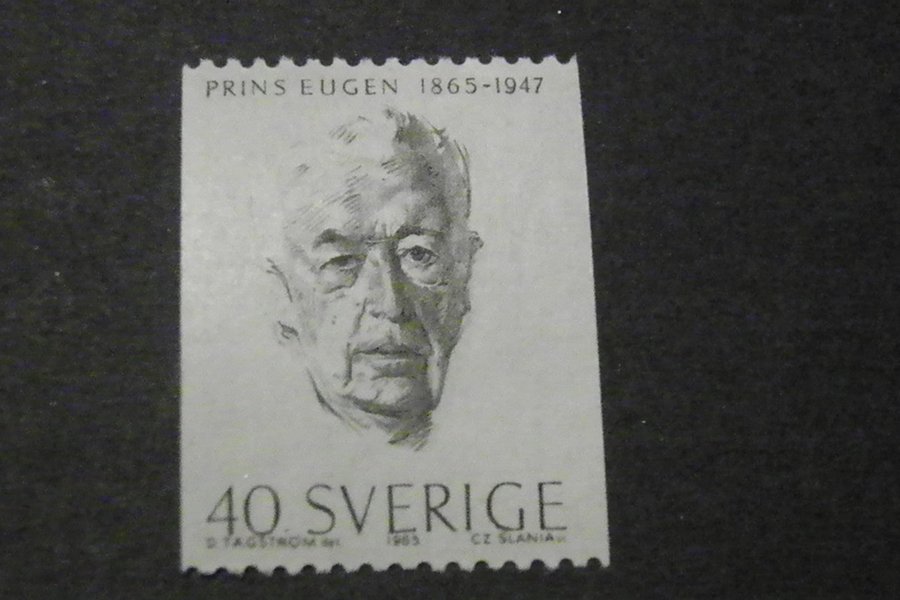 PRINS EUGEN 1865-1947
40 SVERIGE
D. TÄGSTRÖM del. 1965 CZ SLANIA sc.